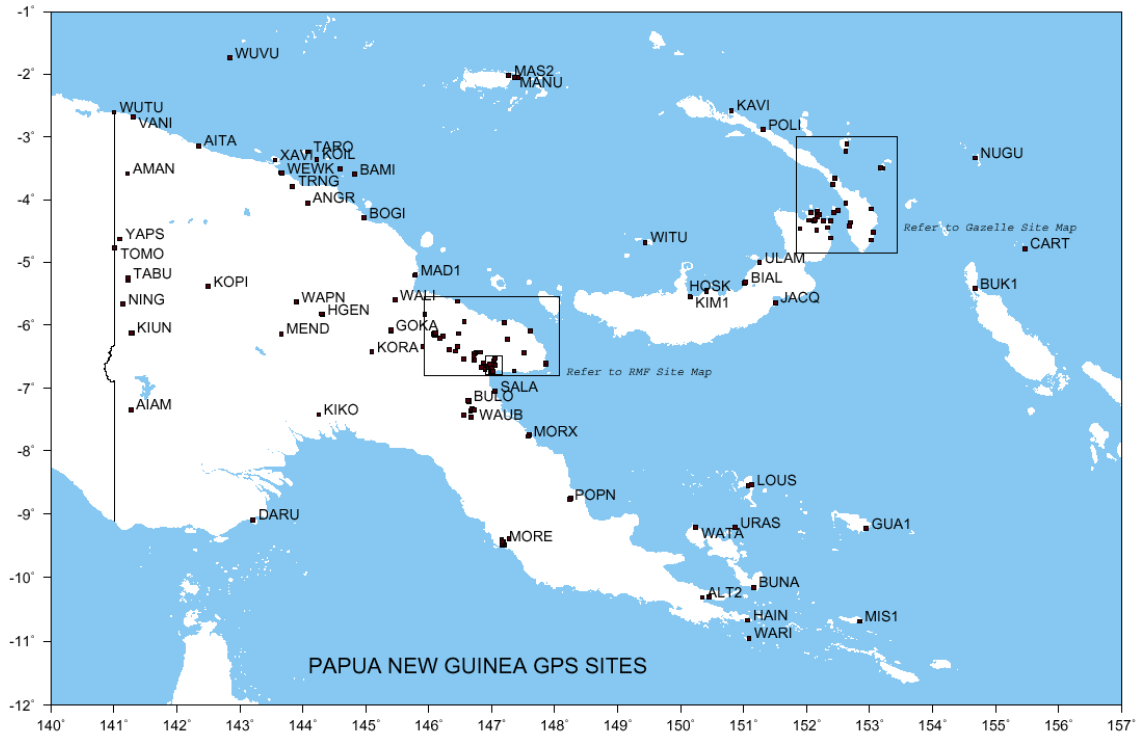 -1°
WUVU
-2°
MAS2
MANU
KAVI
WUTU
VANI
POLI
-3°
AITA
TARO
XAVI
KOIL
NUGU
AMAN
WEWK
BAMI
TRNG
-4°
ANGR
BOGI
Refer to Gazelle Site Map
YAPS
WITU
CART
TOMO
ULAM
-5°
TABU
KOPI
MAD1
HOSK
BIAL
BUK1
NING
WAPN
WALI
KIM1
JACQ
HGEN
-6°
KIUN
MEND
GOKA
KORA
Refer to RMF Site Map
-7°
SALA
BULO
AIAM
KIKO
WAUB
MORX
-8°
LOUS
POPN
-9°
DARU
WATA
URAS
GUA1
MORE
-10°
BUNA
ALT2
HAIN
MIS1
WARI
-11°
PAPUA NEW GUINEA GPS SITES
-12°
140° 141° 142° 143° 144° 145° 146° 147° 148° 149° 150° 151° 152° 153° 154° 155° 156° 157°